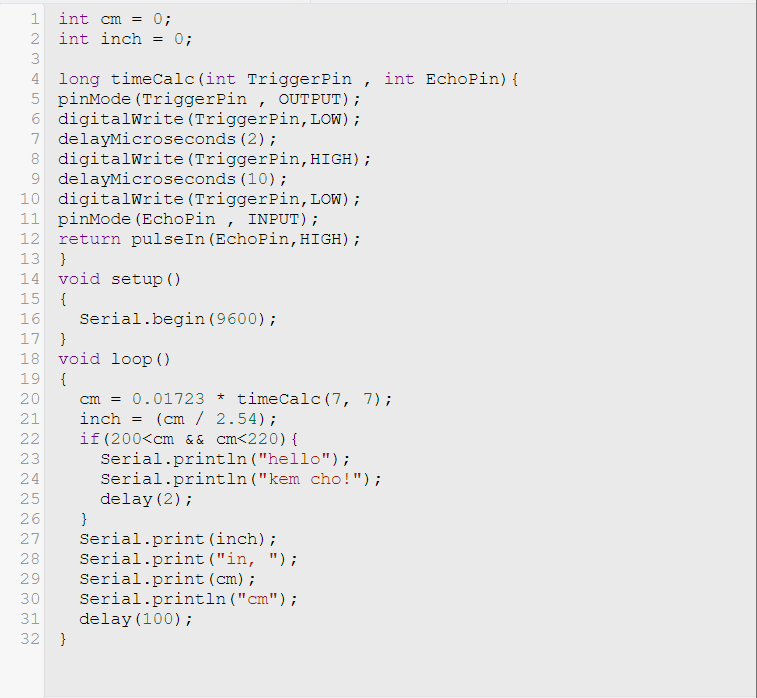 1 int cm = 0;
2 int inch = 0;
3
4 long timeCalc(int TriggerPin , int EchoPin){
5 pinMode(TriggerPin , OUTPUT);
6 digitalWrite(TriggerPin,LOW);
7 delayMicroseconds(2);
8 digitalWrite(TriggerPin,HIGH);
9 delayMicroseconds(10);
10 digitalWrite(TriggerPin,LOW);
11 pinMode(EchoPin , INPUT);
12 return pulseIn(EchoPin,HIGH);
13 }
14 void setup()
15 {
16   Serial.begin(9600);
17 }
18 void loop()
19 {
20   cm = 0.01723 * timeCalc(7, 7);
21   inch = (cm / 2.54);
22   if(200<cm && cm<220){
23     Serial.println("hello");
24     Serial.println("kem cho!");
25     delay(2);
26   }
27   Serial.print(inch);
28   Serial.print("in, ");
29   Serial.print(cm);
30   Serial.println("cm");
31   delay(100);
32 }